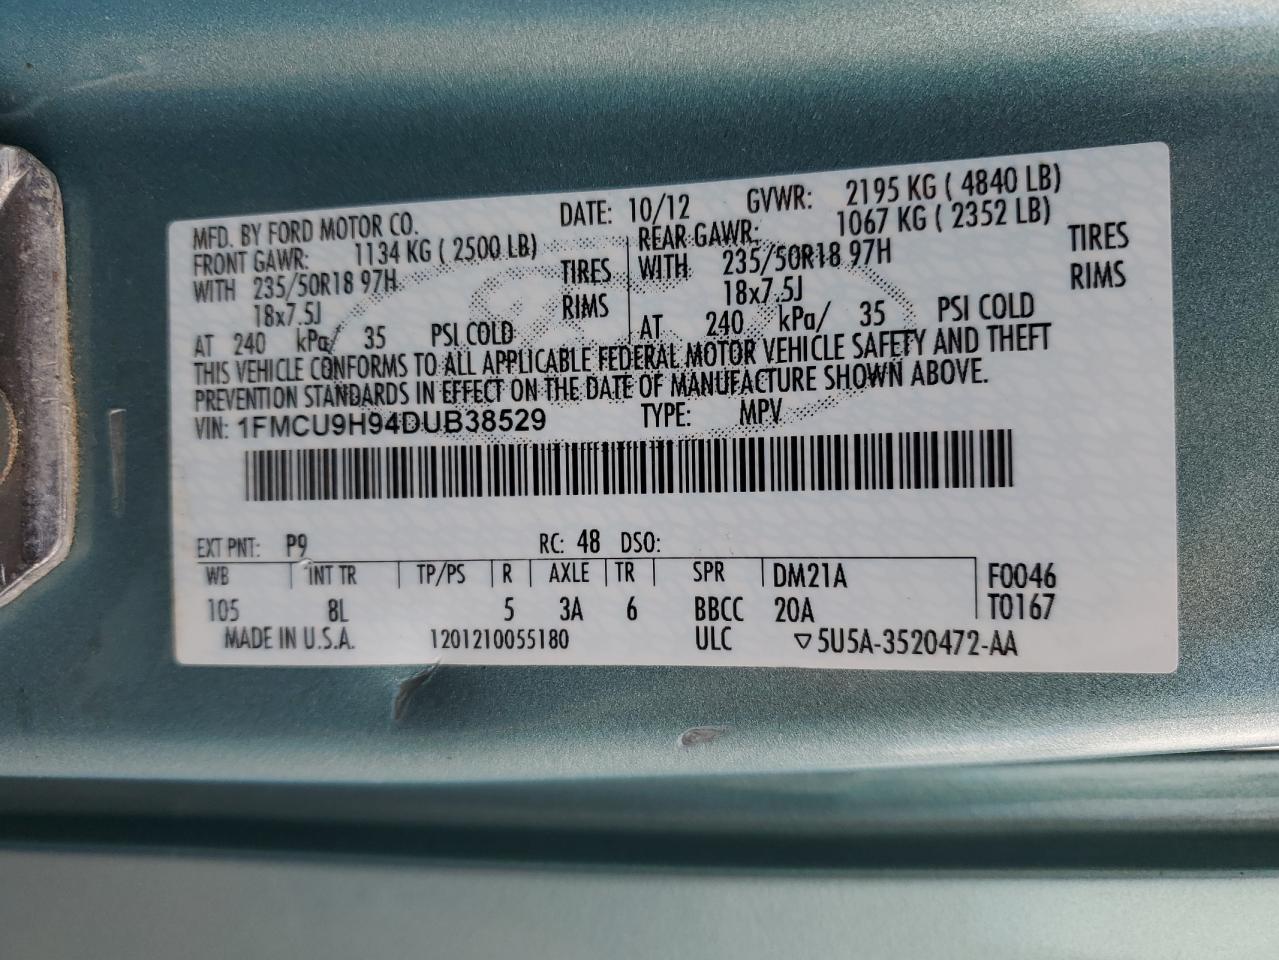 MFD. BY FORD MOTOR CO. DATE: 10/12 GVWR: 2195 KG ( 4840 LB)
FRONT GAWR: 1134 KG ( 2500 LB) REAR GAWR: 1067 KG ( 2352 LB)
WITH 235/50R18 97H TIRES WITH 235/50R18 97H TIRES
18x7.5J RIMS 18x7.5J RIMS
AT 240 kPa/ 35 PSI COLD AT 240 kPa/ 35 PSI COLD
THIS VEHICLE CONFORMS TO ALL APPLICABLE FEDERAL MOTOR VEHICLE SAFETY AND THEFT
PREVENTION STANDARDS IN EFFECT ON THE DATE OF MANUFACTURE SHOWN ABOVE.
VIN: 1FMCU9H94DUB38529 TYPE: MPV
EXT PNT: P9 RC: 48 DSO:
WB INT TR TP/PS R AXLE TR SPR DM21A F0046
105 8L 5 3A 6 BBCC 20A T0167
MADE IN U.S.A. 1201210055180 ULC ▽5U5A-3520472-AA